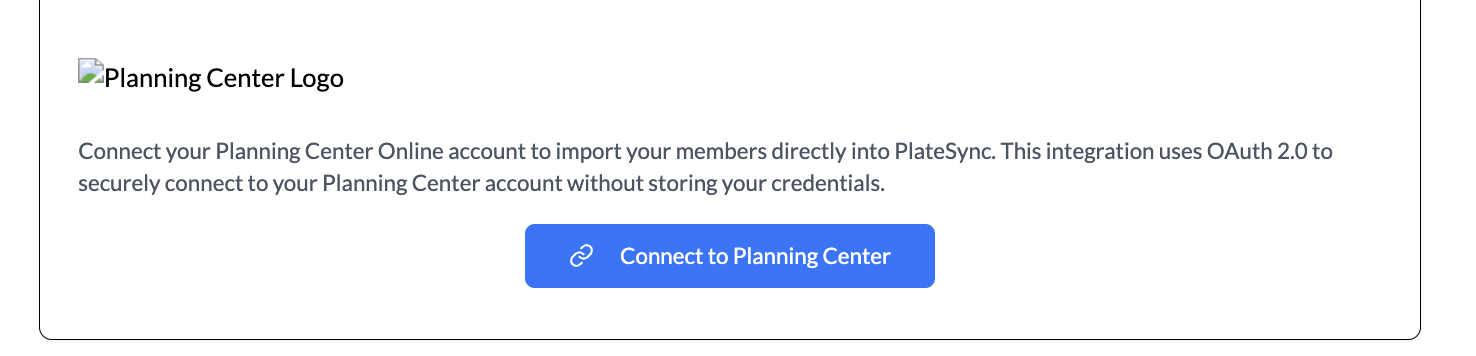 Planning Center Logo
Connect your Planning Center Online account to import your members directly into PlateSync. This integration uses OAuth 2.0 to
securely connect to your Planning Center account without storing your credentials.
Connect to Planning Center